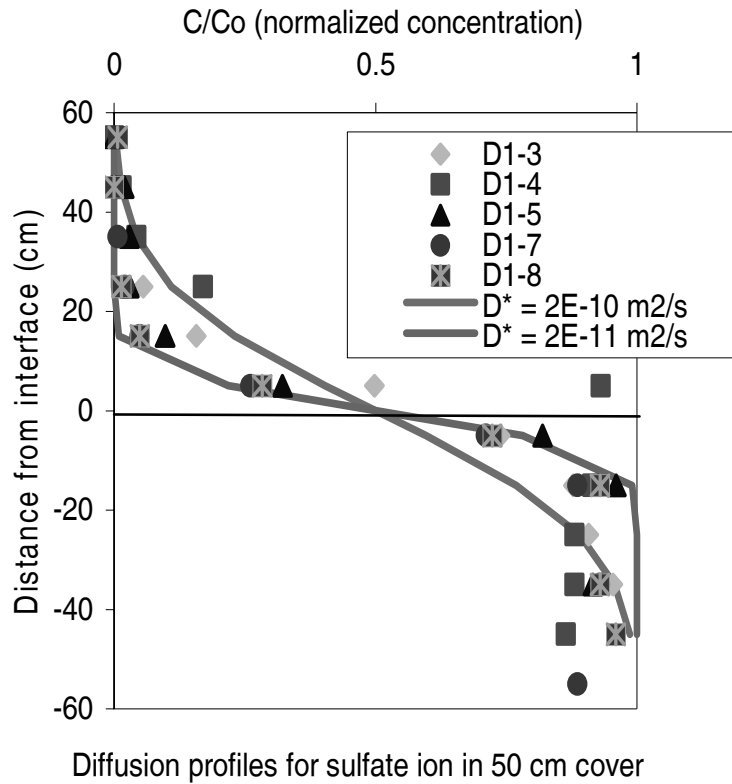 C/Co (normalized concentration)
0 0.5 1
60
40
20
0
-20
-40
-60
Distance from interface (cm)
D1-3
D1-4
D1-5
D1-7
D1-8
D* = 2E-10 m2/s
D* = 2E-11 m2/s
Diffusion profiles for sulfate ion in 50 cm cover